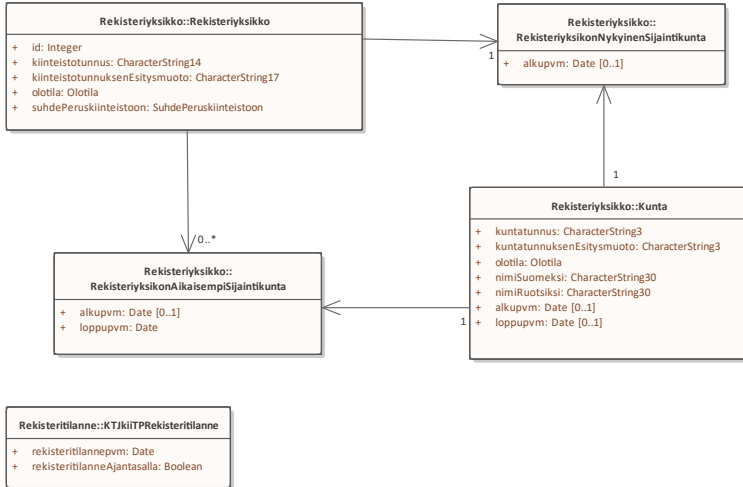 Rekisteriyksikko::Rekisteriyksikko
+ id: Integer
+ kiinteistotunnus: CharacterString14
+ kiinteistotunnuksenEsitysmuoto: CharacterString17
+ olotila: Olotila
+ suhdePeruskiinteistoon: SuhdePeruskiinteistoon
Rekisteriyksikko::
RekisteriyksikonNykyinenSijaintikunta
+ alkupvm: Date [0..1]
1
1
0..*
Rekisteriyksikko::Kunta
+ kuntatunnus: CharacterString3
+ kuntatunnuksenEsitysmuoto: CharacterString3
+ olotila: Olotila
+ nimiSuomeksi: CharacterString30
+ nimiRuotsiksi: CharacterString30
+ alkupvm: Date [0..1]
+ loppupvm: Date [0..1]
1
Rekisteriyksikko::
RekisteriyksikonAikaisempiSijaintikunta
+ alkupvm: Date [0..1]
+ loppupvm: Date
Rekisteritilanne::KTJkiiTPRekisteritilanne
+ rekisteritilannepvm: Date
+ rekisteritilanneAjantasalla: Boolean